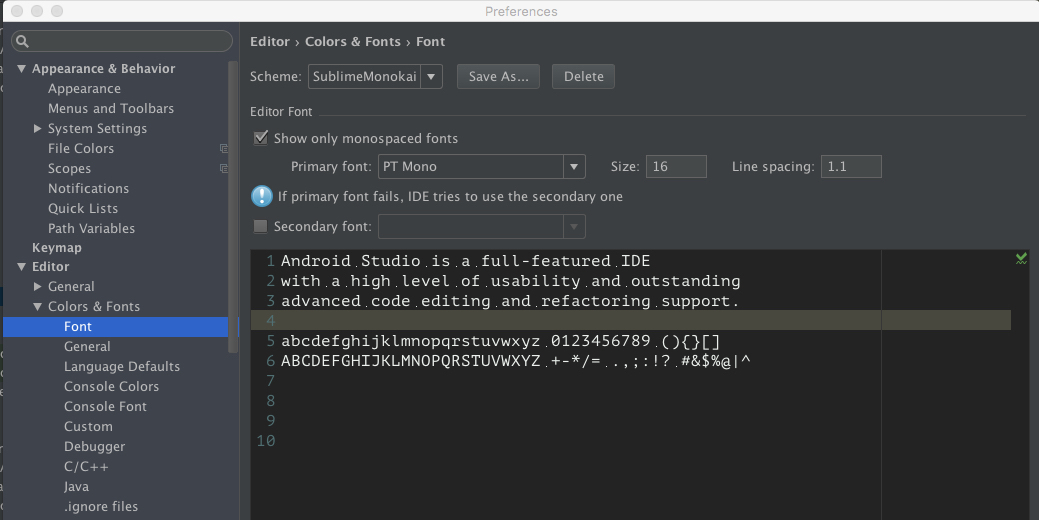 Preferences
Editor › Colors & Fonts › Font
Scheme: SublimeMonokai Save As... Delete
Editor Font
Show only monospaced fonts
Primary font: PT Mono Size: 16 Line spacing: 1.1
If primary font fails, IDE tries to use the secondary one
Secondary font:
Appearance & Behavior
Appearance
Menus and Toolbars
System Settings
File Colors
Scopes
Notifications
Quick Lists
Path Variables
Keymap
Editor
General
Colors & Fonts
Font
General
Language Defaults
Console Colors
Console Font
Custom
Debugger
C/C++
Java
.ignore files
1 Android Studio is a full-featured IDE
2 with a high level of usability and outstanding
3 advanced code editing and refactoring support.
4
5 abcdefghijklmnopqrstuvwxyz 0123456789 (){}[]
6 ABCDEFGHIJKLMNOPQRSTUVWXYZ +-*/= .,;:!? #&$%@|^
7
8
9
10